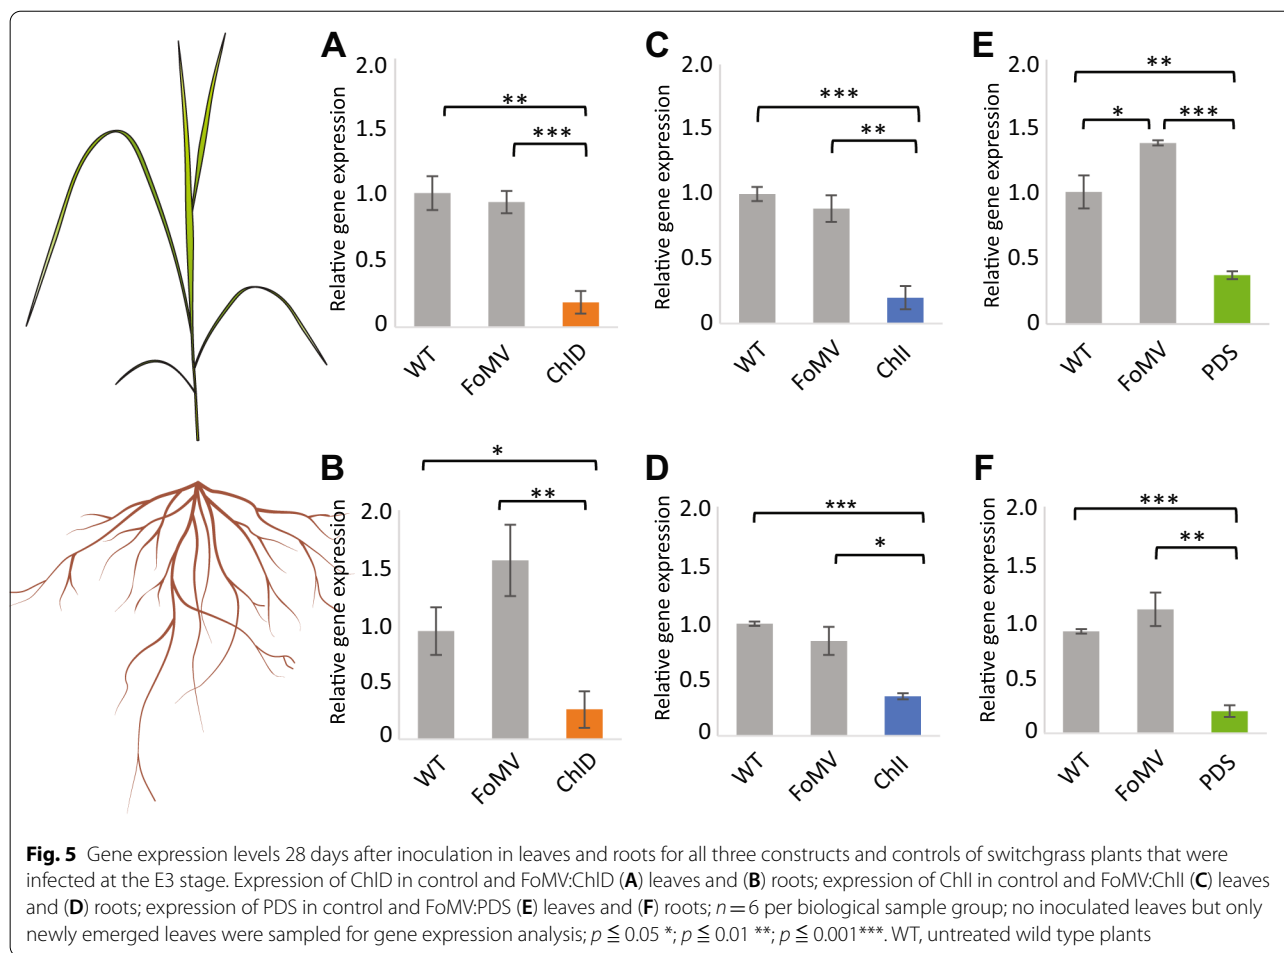 A
Relative gene expression
2.0
1.5
1.0
0.5
0
**
***
WT
FoMV
ChlD
C
Relative gene expression
2.0
1.5
1.0
0.5
0
***
**
WT
FoMV
ChlI
E
Relative gene expression
2.0
1.5
1.0
0.5
0
**
*
***
WT
FoMV
PDS
B
Relative gene expression
2.0
1.5
1.0
0.5
0
*
**
WT
FoMV
ChlD
D
Relative gene expression
2.0
1.5
1.0
0.5
0
***
*
WT
FoMV
ChlI
F
Relative gene expression
2.0
1.5
1.0
0.5
0
***
**
WT
FoMV
PDS
Fig. 5 Gene expression levels 28 days after inoculation in leaves and roots for all three constructs and controls of switchgrass plants that were
infected at the E3 stage. Expression of ChlD in control and FoMV:ChlD (A) leaves and (B) roots; expression of ChlI in control and FoMV:ChlI (C) leaves
and (D) roots; expression of PDS in control and FoMV:PDS (E) leaves and (F) roots; n = 6 per biological sample group; no inoculated leaves but only
newly emerged leaves were sampled for gene expression analysis; p ≦ 0.05 *; p ≦ 0.01 **; p ≦ 0.001***. WT, untreated wild type plants